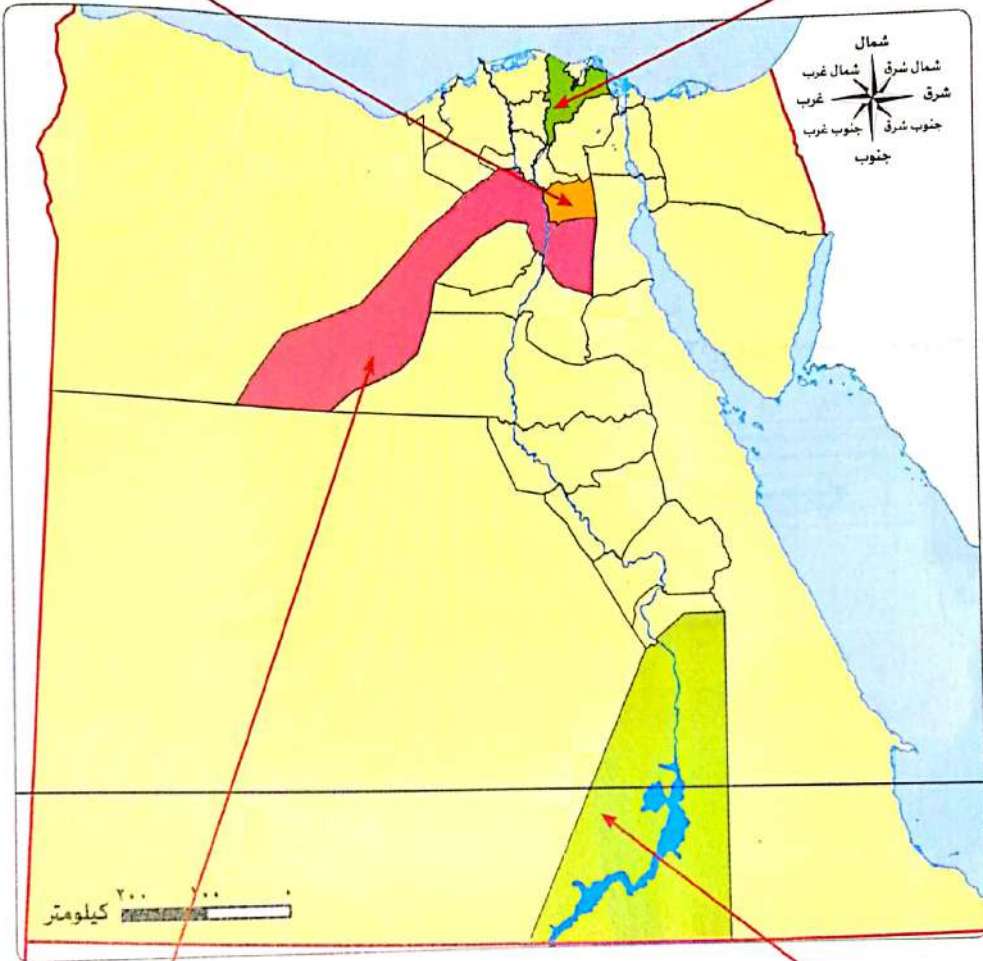 شمال
شمال شرق
شمال غرب
شرق
غرب
جنوب شرق
جنوب غرب
جنوب
٠ ١٠٠ ٢٠٠ كيلومتر